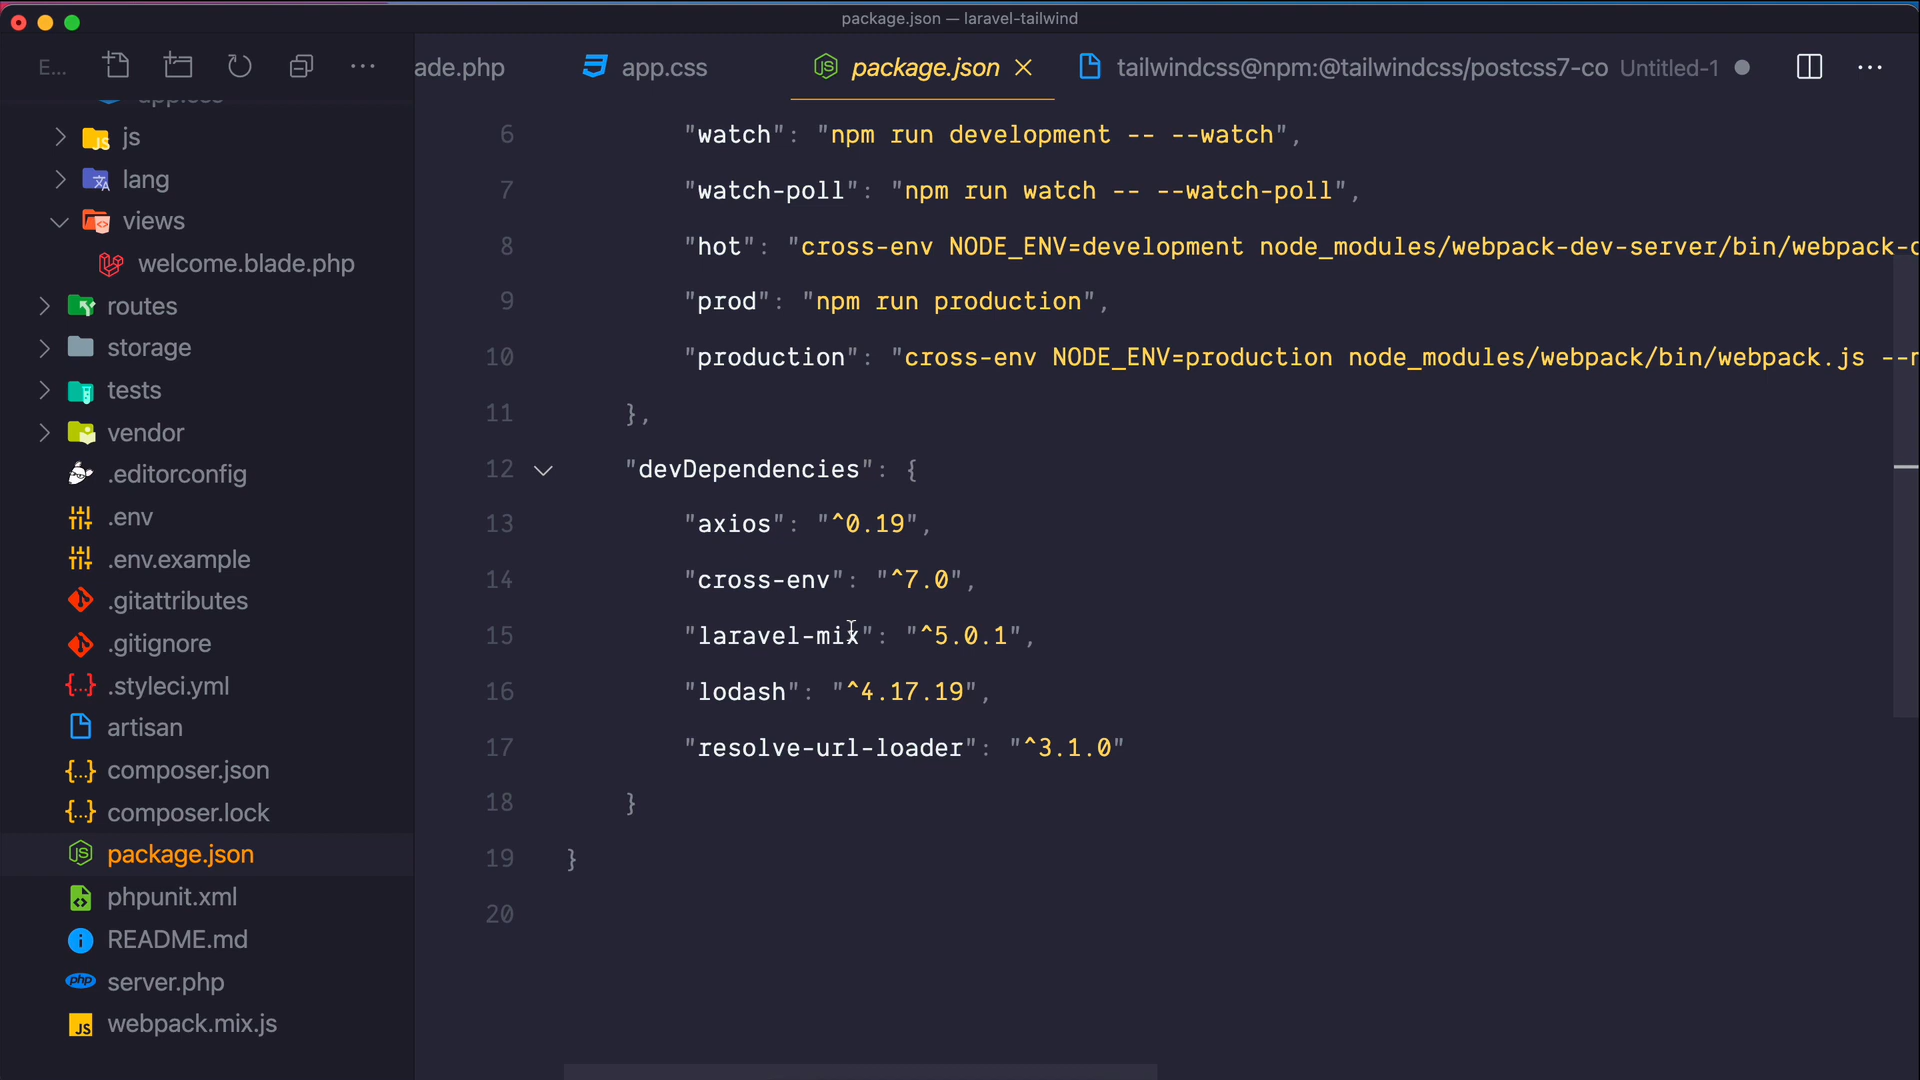 package.json — laravel-tailwind
E...
ade.php
app.css
package.json
tailwindcss@npm:@tailwindcss/postcss7-co Untitled-1
app.css
js
lang
views
welcome.blade.php
routes
storage
tests
vendor
.editorconfig
.env
.env.example
.gitattributes
.gitignore
.styleci.yml
artisan
composer.json
composer.lock
package.json
phpunit.xml
README.md
server.php
webpack.mix.js
6 "watch": "npm run development -- --watch",
7 "watch-poll": "npm run watch -- --watch-poll",
8 "hot": "cross-env NODE_ENV=development node_modules/webpack-dev-server/bin/webpack-d
9 "prod": "npm run production",
10 "production": "cross-env NODE_ENV=production node_modules/webpack/bin/webpack.js --n
11 },
12 "devDependencies": {
13 "axios": "^0.19",
14 "cross-env": "^7.0",
15 "laravel-mix": "^5.0.1",
16 "lodash": "^4.17.19",
17 "resolve-url-loader": "^3.1.0"
18 }
19 }
20